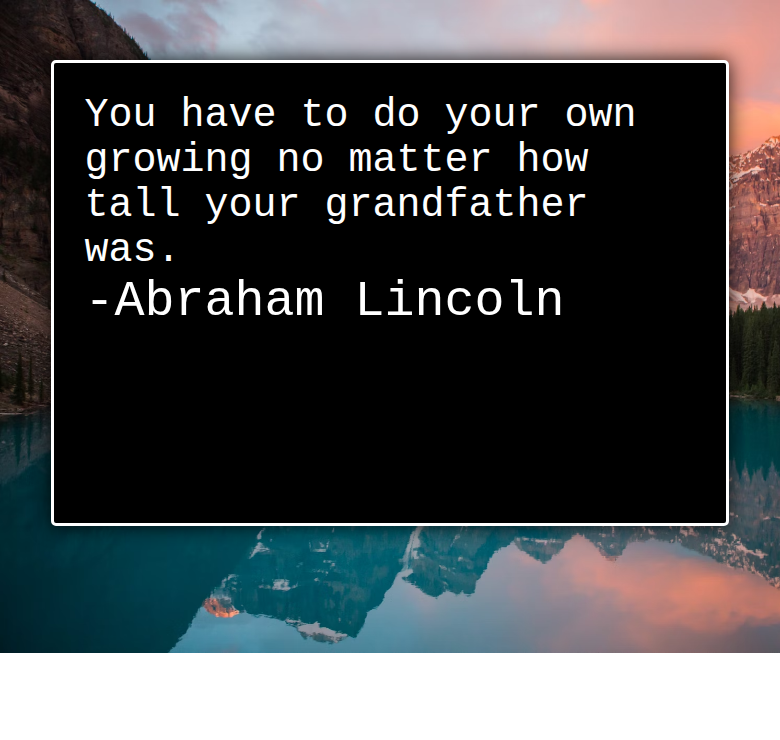 You have to do your own
growing no matter how
tall your grandfather
was.
-Abraham Lincoln